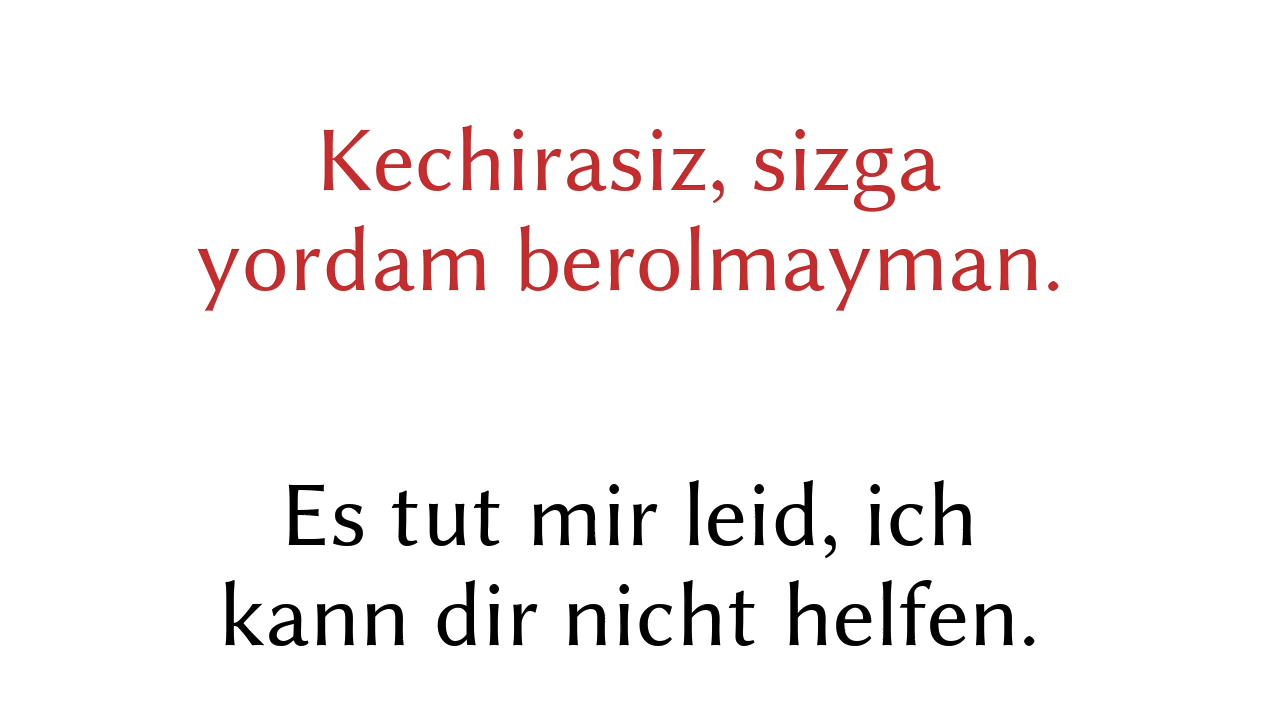 Kechirasiz, sizga
yordam berolmayman.
Es tut mir leid, ich
kann dir nicht helfen.